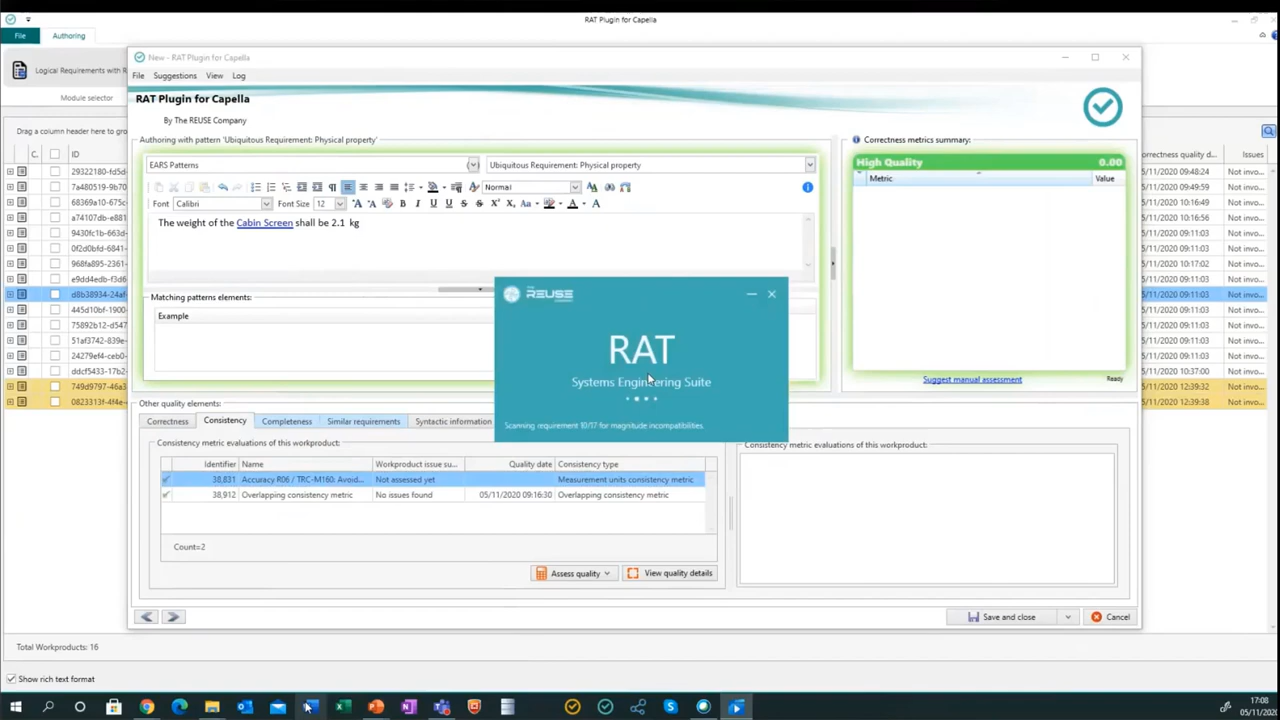 RAT Plugin for Capella
File
Authoring
Logical Requirements with R
Module selector
Drag a column header here to gro
C.
ID
29322180-fd5d
7a480519-9b70
68369a10-675c
a74107db-e881
9430fc1b-663d
0f2d0bfd-6841
968fa895-2361
e9dd4edb-f3d6
d8b38934-24af
445d10bf-1900
75892b12-d547
51af3742-839e
24279ef4-ceb0
ddcf5433-17b2
749d9797-46a3
0823313f-4f4e
New - RAT Plugin for Capella
File Suggestions View Log
RAT Plugin for Capella
By The REUSE Company
Authoring with pattern 'Ubiquitous Requirement: Physical property'
EARS Patterns
Ubiquitous Requirement: Physical property
Normal
Font Calibri Font Size 12
The weight of the Cabin Screen shall be 2.1 kg
Matching patterns elements:
Example
Correctness metrics summary:
High Quality 0.00
Metric Value
Suggest manual assessment
Ready
REUSE
RAT
Systems Engineering Suite
Scanning requirement 10/17 for magnitude incompatibilities.
Other quality elements:
Correctness Consistency Completeness Similar requirements Syntactic information
Consistency metric evaluations of this workproduct:
Identifier Name Workproduct issue su... Quality date Consistency type
38,831 Accuracy R06 / TRC-M160: Avoid... Not assessed yet Measurement units consistency metric
38,912 Overlapping consistency metric No issues found 05/11/2020 09:16:30 Overlapping consistency metric
Count=2
Assess quality
View quality details
Consistency metric evaluations of this workproduct:
Save and close
Cancel
orrectness quality d... Issues
5/11/2020 09:48:24 Not invo...
5/11/2020 09:49:59 Not invo...
5/11/2020 10:16:49 Not invo...
5/11/2020 10:16:56 Not invo...
5/11/2020 09:11:03 Not invo...
5/11/2020 09:11:03 Not invo...
5/11/2020 10:17:02 Not invo...
5/11/2020 09:11:03 Not invo...
5/11/2020 09:11:03 Not invo...
5/11/2020 09:11:03 Not invo...
5/11/2020 09:11:03 Not invo...
5/11/2020 09:11:03 Not invo...
5/11/2020 09:11:03 Not invo...
5/11/2020 10:37:00 Not invo...
5/11/2020 12:39:32 Not invo...
5/11/2020 12:39:38 Not invo...
Total Workproducts: 16
Show rich text format
17:08
05/11/2020